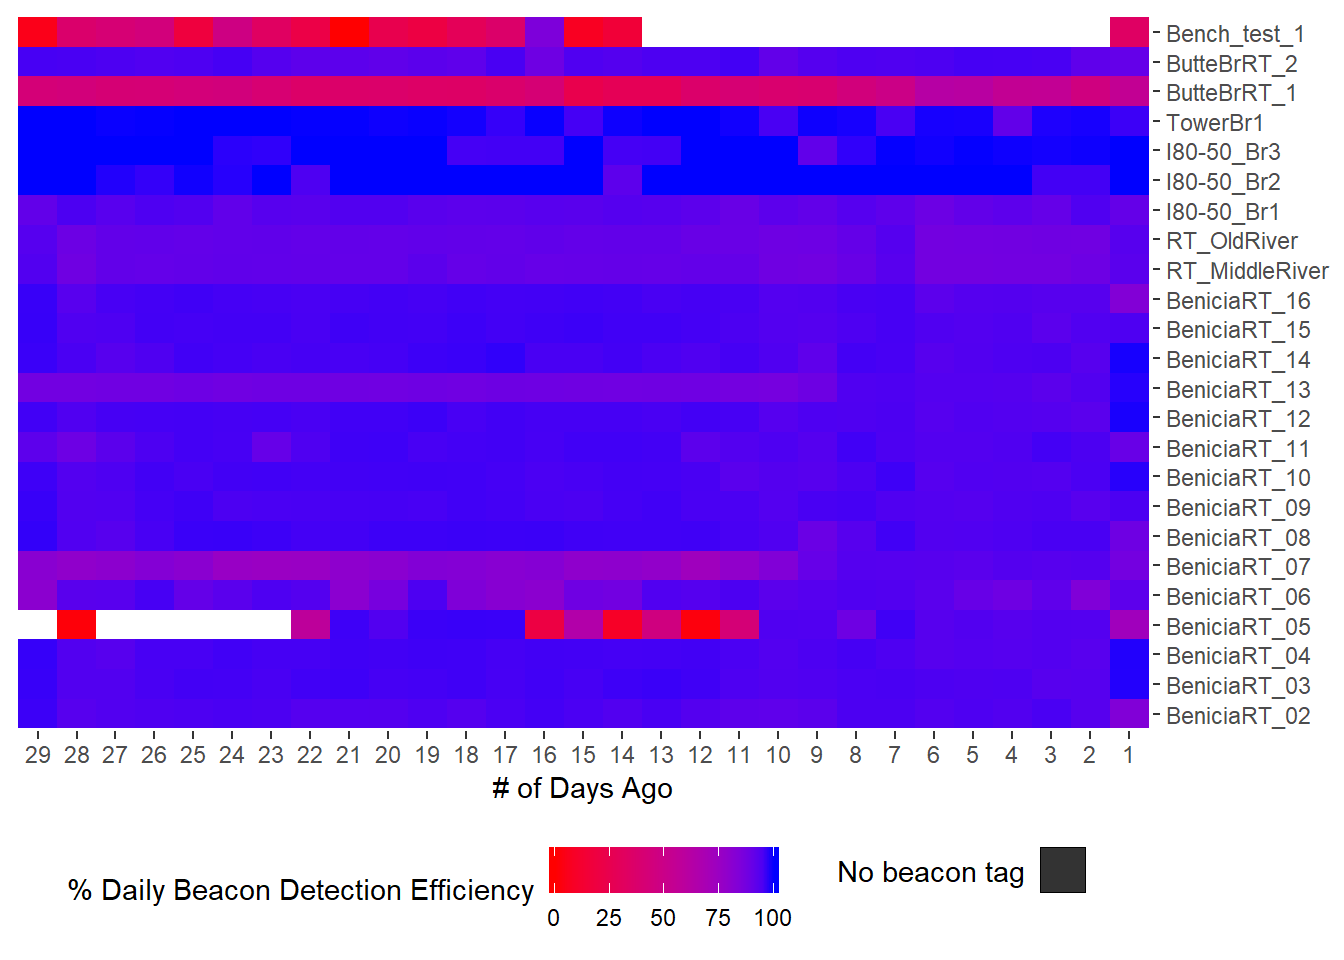 Bench_test_1
ButteBrRT_2
ButteBrRT_1
TowerBr1
I80-50_Br3
I80-50_Br2
I80-50_Br1
RT_OldRiver
RT_MiddleRiver
BeniciaRT_16
BeniciaRT_15
BeniciaRT_14
BeniciaRT_13
BeniciaRT_12
BeniciaRT_11
BeniciaRT_10
BeniciaRT_09
BeniciaRT_08
BeniciaRT_07
BeniciaRT_06
BeniciaRT_05
BeniciaRT_04
BeniciaRT_03
BeniciaRT_02
29 28 27 26 25 24 23 22 21 20 19 18 17 16 15 14 13 12 11 10 9 8 7 6 5 4 3 2 1
# of Days Ago
% Daily Beacon Detection Efficiency
0 25 50 75 100
No beacon tag